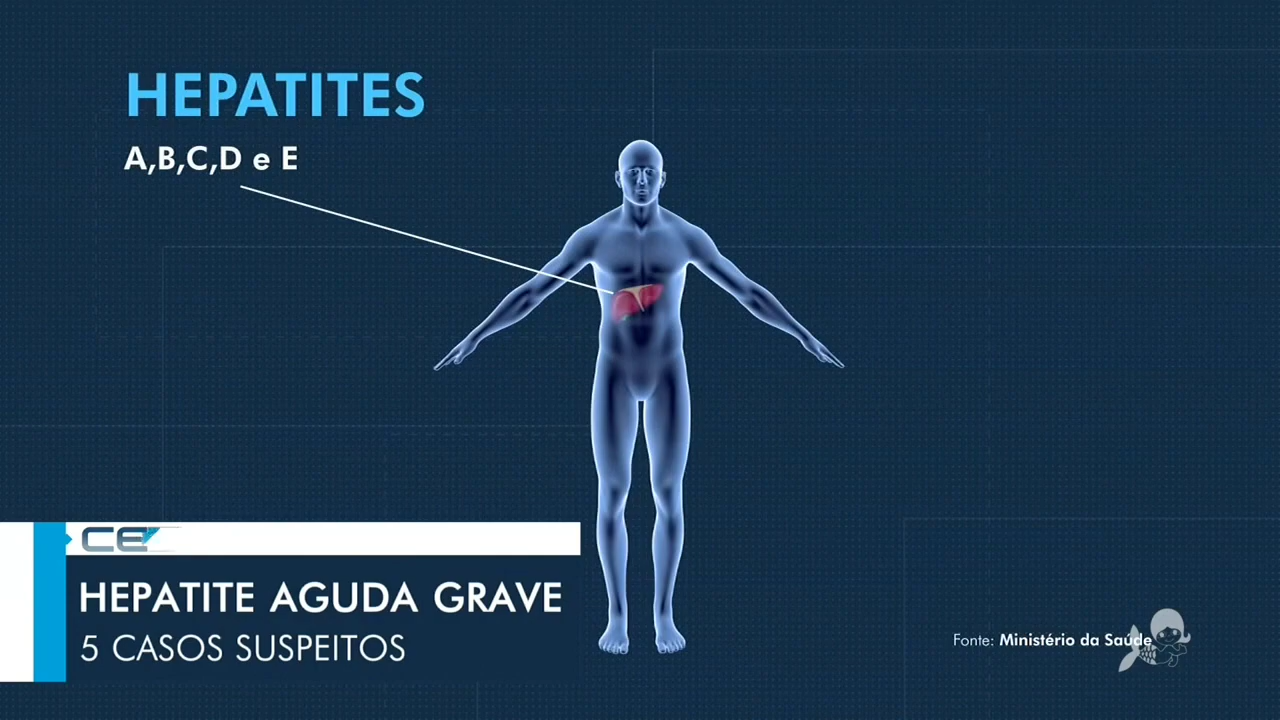 HEPATITES
A,B,C,D e E
CE
HEPATITE AGUDA GRAVE
5 CASOS SUSPEITOS
Fonte: Ministério da Saúde